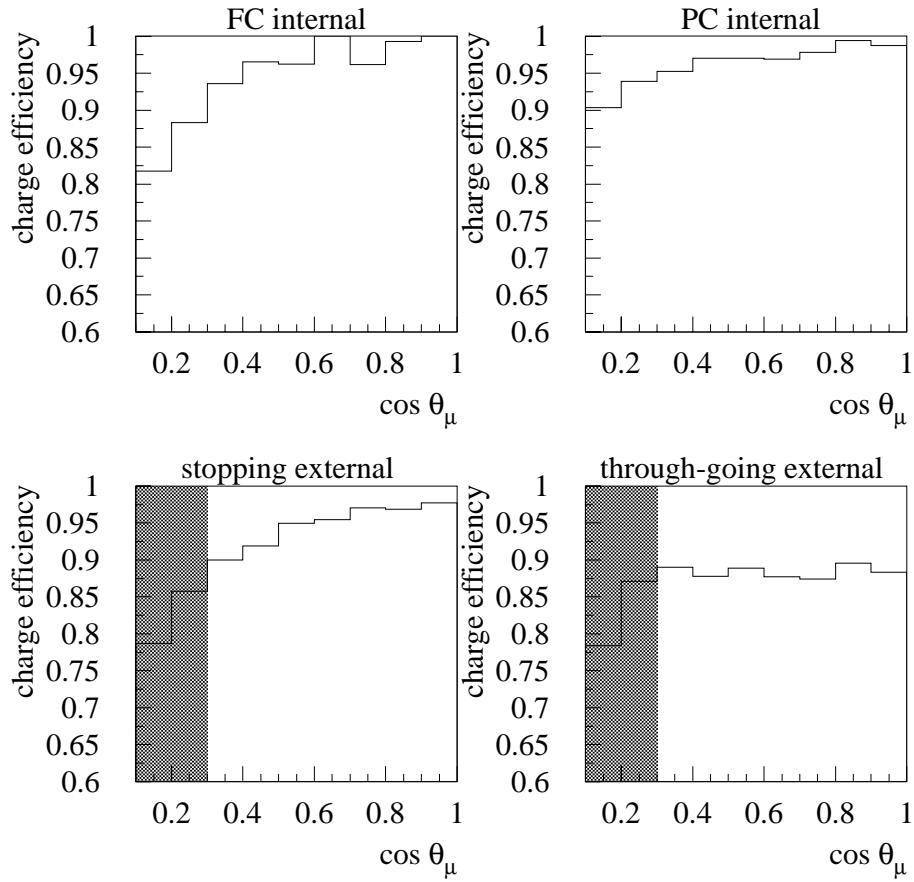 FC internal
charge efficiency
1
0.95
0.9
0.85
0.8
0.75
0.7
0.65
0.6
0.2 0.4 0.6 0.8 1
cos θμ
PC internal
charge efficiency
1
0.95
0.9
0.85
0.8
0.75
0.7
0.65
0.6
0.2 0.4 0.6 0.8 1
cos θμ
stopping external
charge efficiency
1
0.95
0.9
0.85
0.8
0.75
0.7
0.65
0.6
0.2 0.4 0.6 0.8 1
cos θμ
through-going external
charge efficiency
1
0.95
0.9
0.85
0.8
0.75
0.7
0.65
0.6
0.2 0.4 0.6 0.8 1
cos θμ